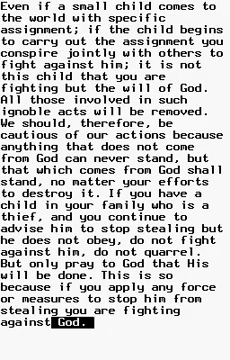 Even if a small child comes to
the world with specific
assignment; if the child begins
to carry out the assignment you
conspire jointly with others to
fight against him; it is not
this child that you are
fighting but the will of God.
All those involved in such
ignoble acts will be removed.
We should, therefore, be
cautious of our actions because
anything that does not come
from God can never stand, but
that which comes from God shall
stand, no matter your efforts
to destroy it. If you have a
child in your family who is a
thief, and you continue to
advise him to stop stealing but
he does not obey, do not fight
against him, do not quarrel.
But only pray to God that His
will be done. This is so
because if you apply any force
or measures to stop him from
stealing you are fighting
against God.